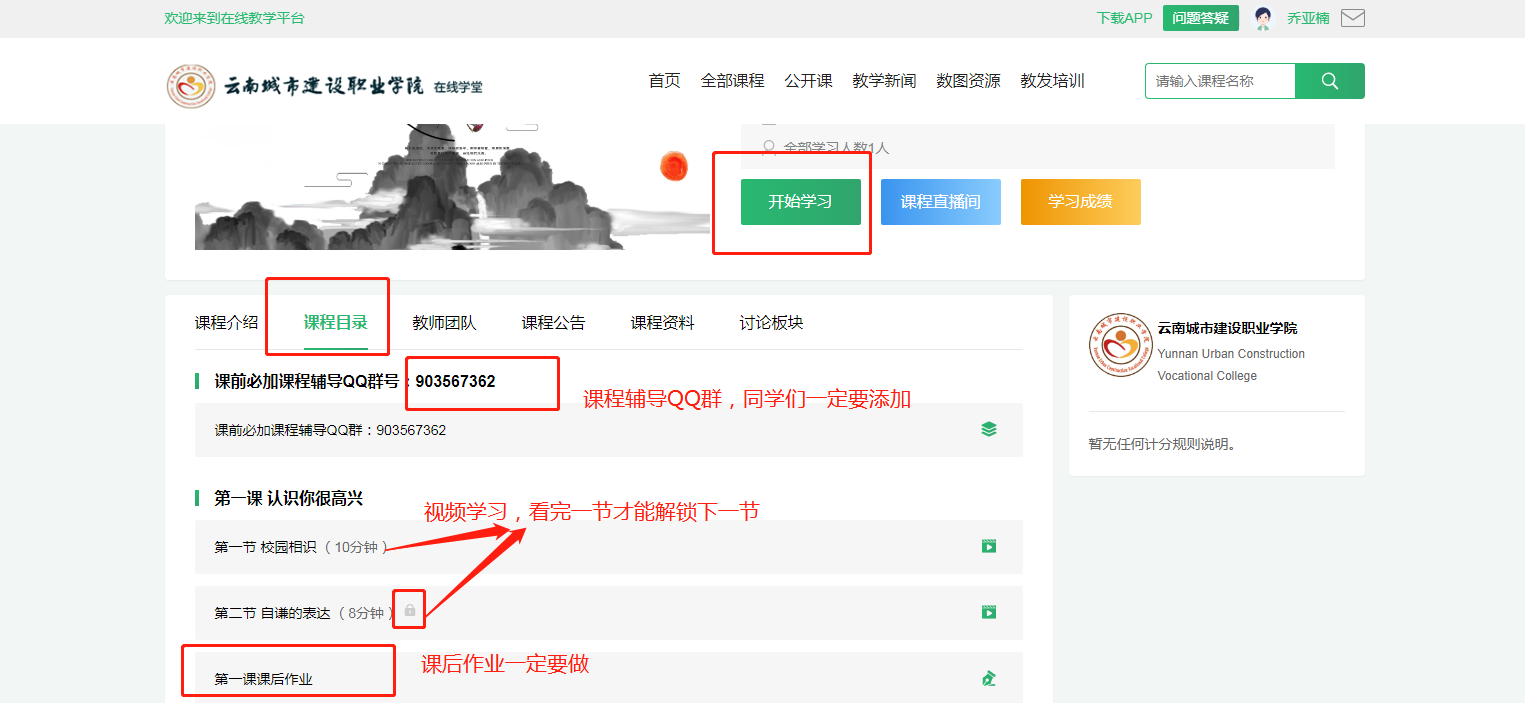 欢迎来到在线教学平台
下载APP 问题答疑 乔亚楠
云南城市建设职业学院 在线学堂
首页 全部课程 公开课 教学新闻 数图资源 教发培训
请输入课程名称
全部学习人数1人
开始学习 课程直播间 学习成绩
课程介绍 课程目录 教师团队 课程公告 课程资料 讨论板块
课前必加课程辅导QQ群号：903567362
课程辅导QQ群，同学们一定要添加
课前必加课程辅导QQ群：903567362
第一课 认识你很高兴
视频学习，看完一节才能解锁下一节
第一节 校园相识（10分钟）
第二节 自谦的表达（8分钟）
课后作业一定要做
第一课课后作业
云南城市建设职业学院
Yunnan Urban Construction
Vocational College
暂无任何计分规则说明。